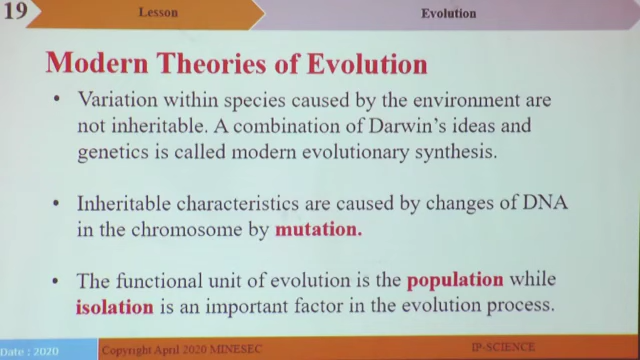 19
Lesson
Evolution
Modern Theories of Evolution
• Variation within species caused by the environment are
not inheritable. A combination of Darwin's ideas and
genetics is called modern evolutionary synthesis.
• Inheritable characteristics are caused by changes of DNA
in the chromosome by mutation.
• The functional unit of evolution is the population while
isolation is an important factor in the evolution process.
Date : 2020
Copyright April 2020 MINESEC
IP-SCIENCE